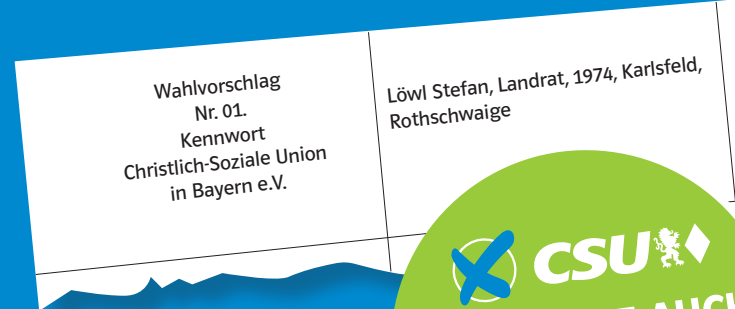 Wahlvorschlag
Nr. 01.
Kennwort
Christlich-Soziale Union
in Bayern e.V.
Löwl Stefan, Landrat, 1974, Karlsfeld,
Rothschwaige
CSU